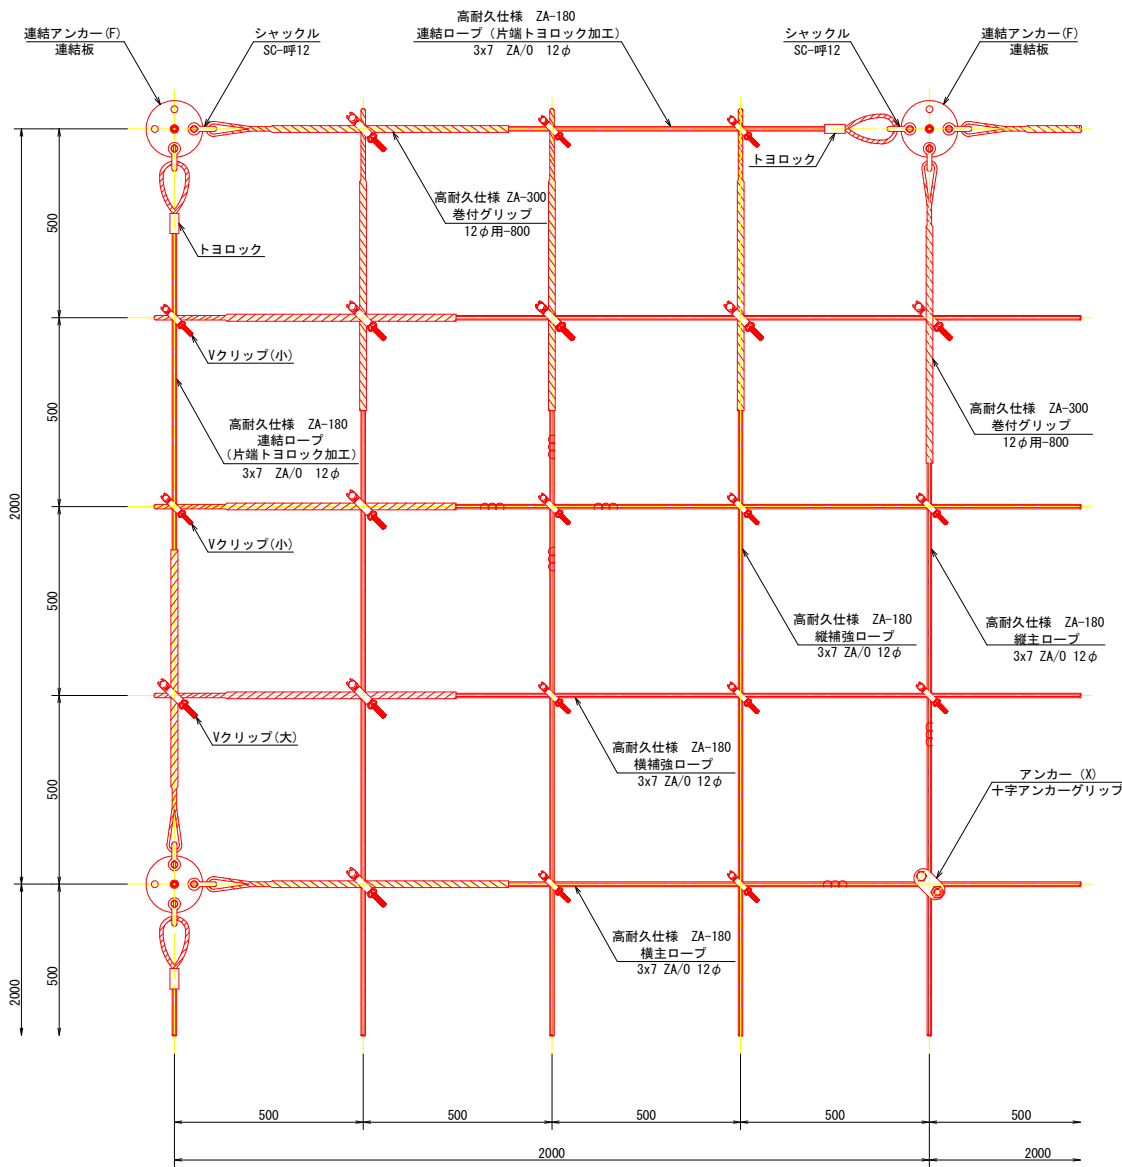 高耐久仕様 ZA-180
連結ロープ（片端トヨロック加工）
3x7 ZA/0 12φ
連結アンカー(F)
連結板
シャックル
SC-呼12
シャックル
SC-呼12
連結アンカー(F)
連結板
トヨロック
高耐久仕様 ZA-300
巻付グリップ
12φ用-800
500
トヨロック
Vクリップ(小)
500
高耐久仕様 ZA-180
連結ロープ
（片端トヨロック加工）
3x7 ZA/0 12φ
高耐久仕様 ZA-300
巻付グリップ
12φ用-800
2000
Vクリップ(小)
500
高耐久仕様 ZA-180
縦補強ロープ
3x7 ZA/0 12φ
高耐久仕様 ZA-180
縦主ロープ
3x7 ZA/0 12φ
Vクリップ(大)
高耐久仕様 ZA-180
横補強ロープ
3x7 ZA/0 12φ
500
アンカー（X)
十字アンカーグリップ
高耐久仕様 ZA-180
横主ロープ
3x7 ZA/0 12φ
500
2000
500
500
500
500
500
2000
2000